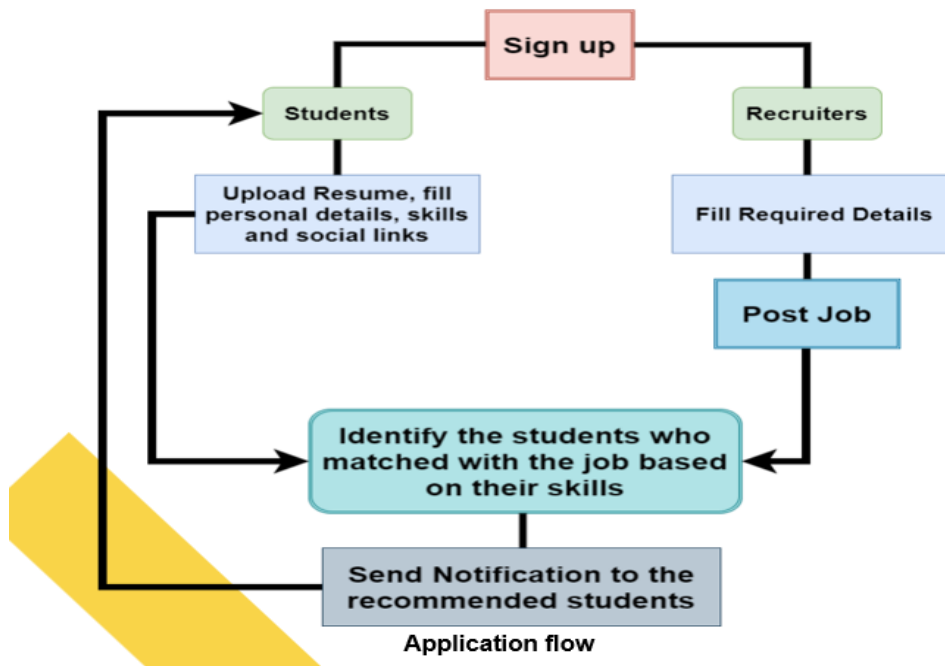 Sign up
Students
Recruiters
Upload Resume, fill
personal details, skills
and social links
Fill Required Details
Post Job
Identify the students who
matched with the job based
on their skills
Send Notification to the
recommended students
Application flow